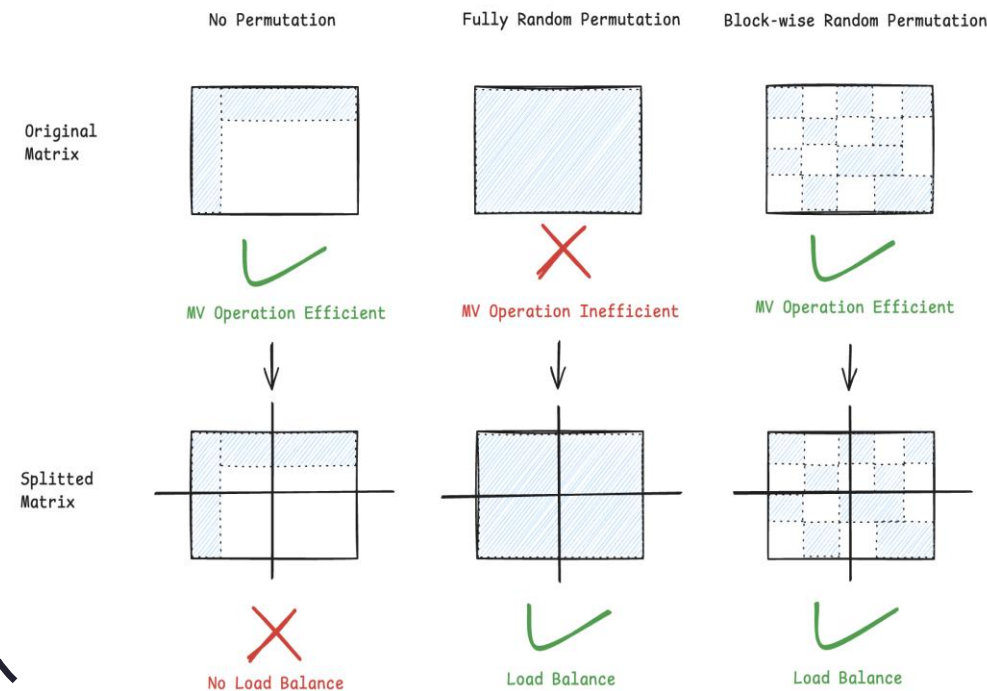 No Permutation
Fully Random Permutation
Block-wise Random Permutation
Original
Matrix
MV Operation Efficient
MV Operation Inefficient
MV Operation Efficient
Splitted
Matrix
No Load Balance
Load Balance
Load Balance